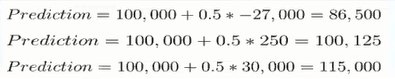 Prediction = 100,000 + 0.5 * −27,000 = 86,500
Prediction = 100,000 + 0.5 * 250 = 100,125
Prediction = 100,000 + 0.5 * 30,000 = 115,000